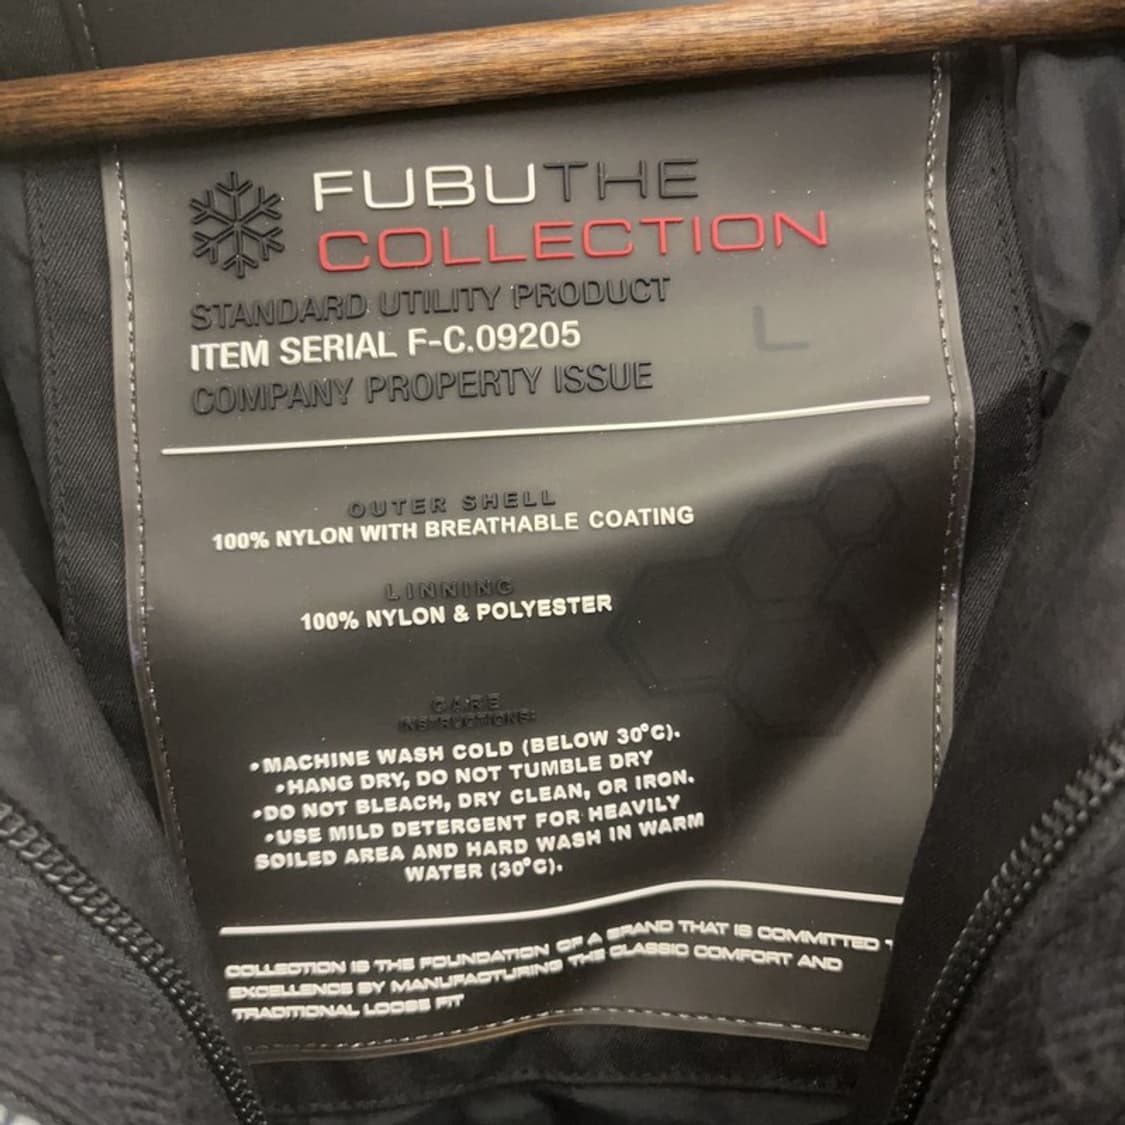 FUBUTHE
COLLECTION
STANDARD UTILITY PRODUCT
ITEM SERIAL F-C.09205
L
COMPANY PROPERTY ISSUE
OUTER SHELL
100% NYLON WITH BREATHABLE COATING
LINNING
100% NYLON & POLYESTER
CARE
INSTRUCTIONS:
•MACHINE WASH COLD (BELOW 30°C).
•HANG DRY, DO NOT TUMBLE DRY
•DO NOT BLEACH, DRY CLEAN, OR IRON.
•USE MILD DETERGENT FOR HEAVILY
SOILED AREA AND HARD WASH IN WARM
WATER (30°C).
COLLECTION IS THE FOUNDATION OF A BRAND THAT IS COMMITTED
EXCELLENCE BY MANUFACTURING THE CLASSIC COMFORT AND
TRADITIONAL LOOSE FIT